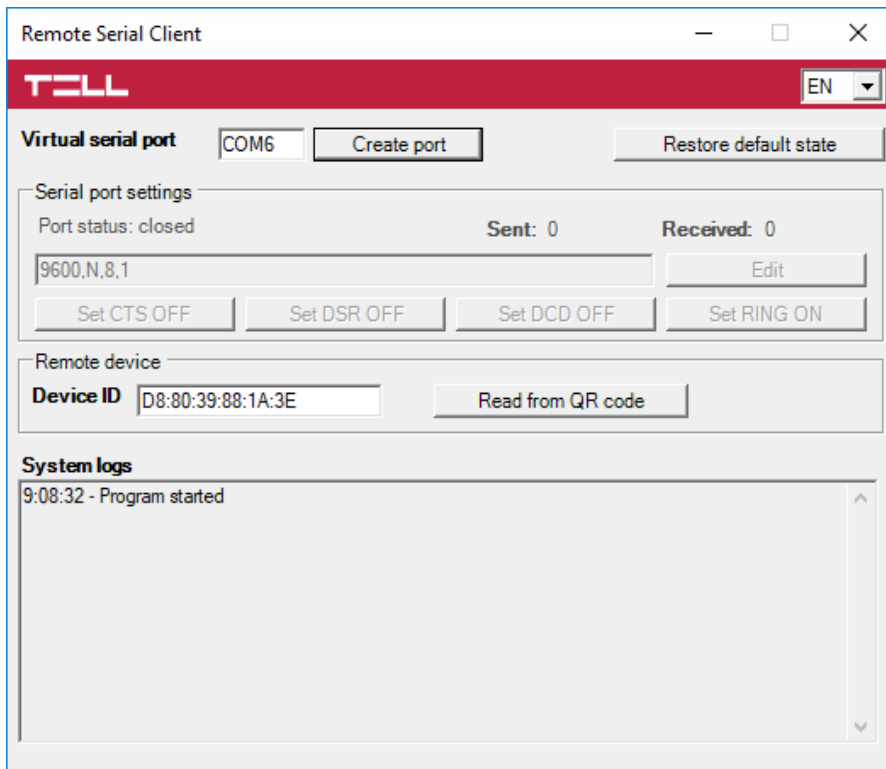 Remote Serial Client
TELL EN
Virtual serial port COM6 Create port Restore default state
Serial port settings
Port status: closed Sent: 0 Received: 0
9600,N,8,1 Edit
Set CTS OFF Set DSR OFF Set DCD OFF Set RING ON
Remote device
Device ID D8:80:39:88:1A:3E Read from QR code
System logs
9:08:32 - Program started